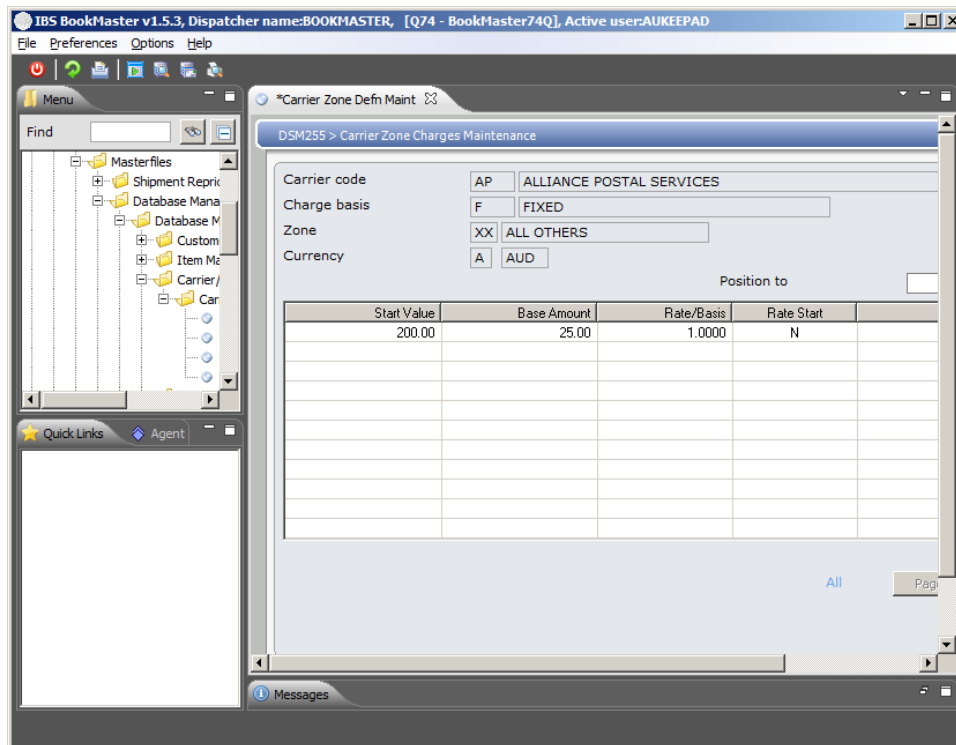 IBS BookMaster v1.5.3, Dispatcher name:BOOKMASTER, [Q74 - BookMaster74Q], Active user:AUKEEPAD
File Preferences Options Help
Menu
Find
Masterfiles
Shipment Repric
Database Mana
Database M
Custom
Item Ma
Carrier/
Car
Quick Links
Agent
*Carrier Zone Defn Maint
DSM255 > Carrier Zone Charges Maintenance
Carrier code AP ALLIANCE POSTAL SERVICES
Charge basis F FIXED
Zone XX ALL OTHERS
Currency A AUD
Position to
Start Value Base Amount Rate/Basis Rate Start
200.00 25.00 1.0000 N
All Pag
Messages